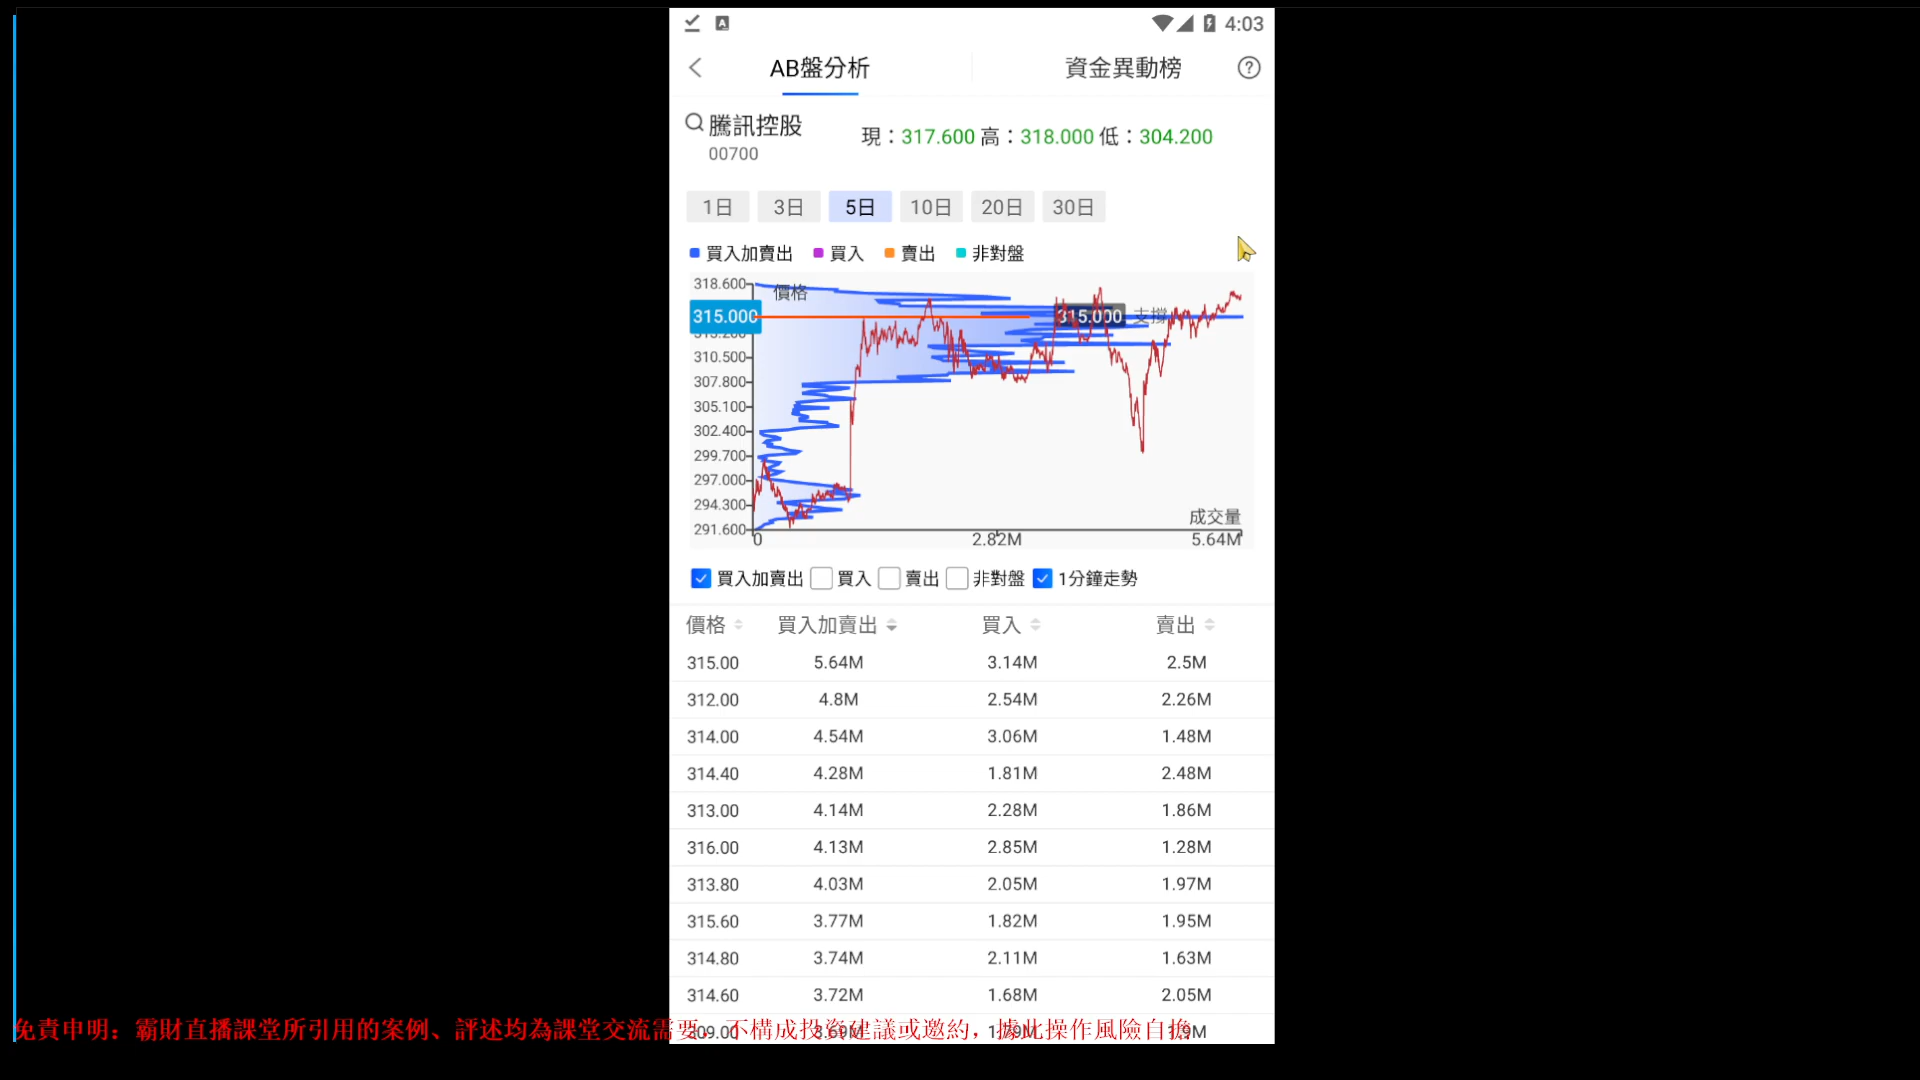 4:03
AB盤分析 資金異動榜
騰訊控股 現：317.600 高：318.000 低：304.200
00700
1日 3日 5日 10日 20日 30日
買入加賣出 買入 賣出 非對盤
318.600
價格
315.000 315.000 支撐
310.500
307.800
305.100
302.400
299.700
297.000
294.300
成交量
291.600
0 2.82M 5.64M
買入加賣出 買入 賣出 非對盤 1分鐘走勢
價格 買入加賣出 買入 賣出
315.00 5.64M 3.14M 2.5M
312.00 4.8M 2.54M 2.26M
314.00 4.54M 3.06M 1.48M
314.40 4.28M 1.81M 2.48M
313.00 4.14M 2.28M 1.86M
316.00 4.13M 2.85M 1.28M
313.80 4.03M 2.05M 1.97M
315.60 3.77M 1.82M 1.95M
314.80 3.74M 2.11M 1.63M
314.60 3.72M 1.68M 2.05M
免責申明：霸財直播課堂所引用的案例、評述均為課堂交流需要，不構成投資建議或邀約，據此操作風險自擔